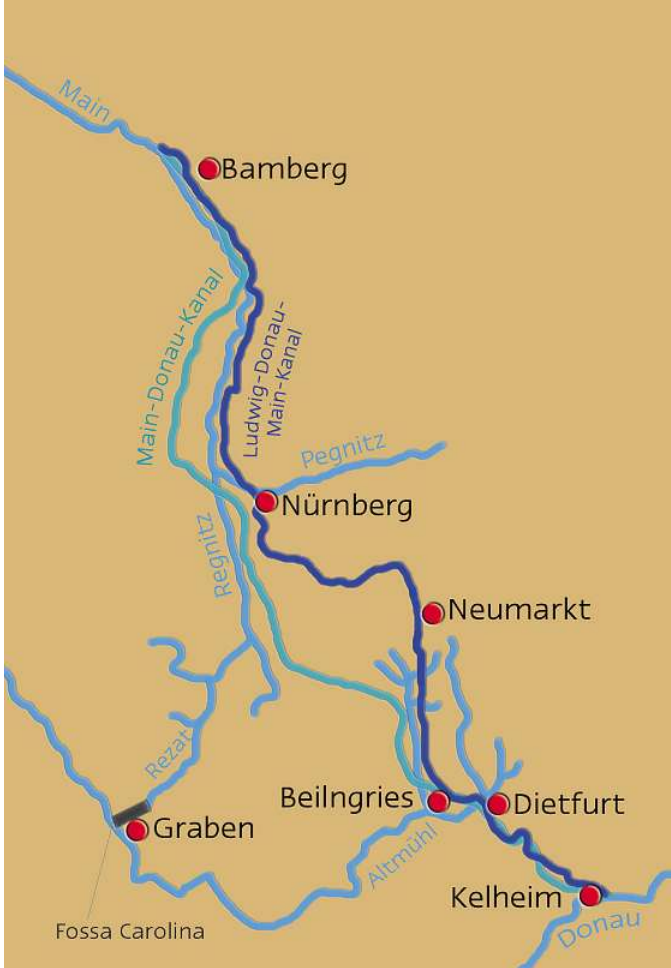 Main
Bamberg
Main-Donau-Kanal
Ludwig-Donau-
Main-Kanal
Pegnitz
Nürnberg
Regnitz
Neumarkt
Rezat
Beilngries
Dietfurt
Graben
Altmühl
Kelheim
Donau
Fossa Carolina